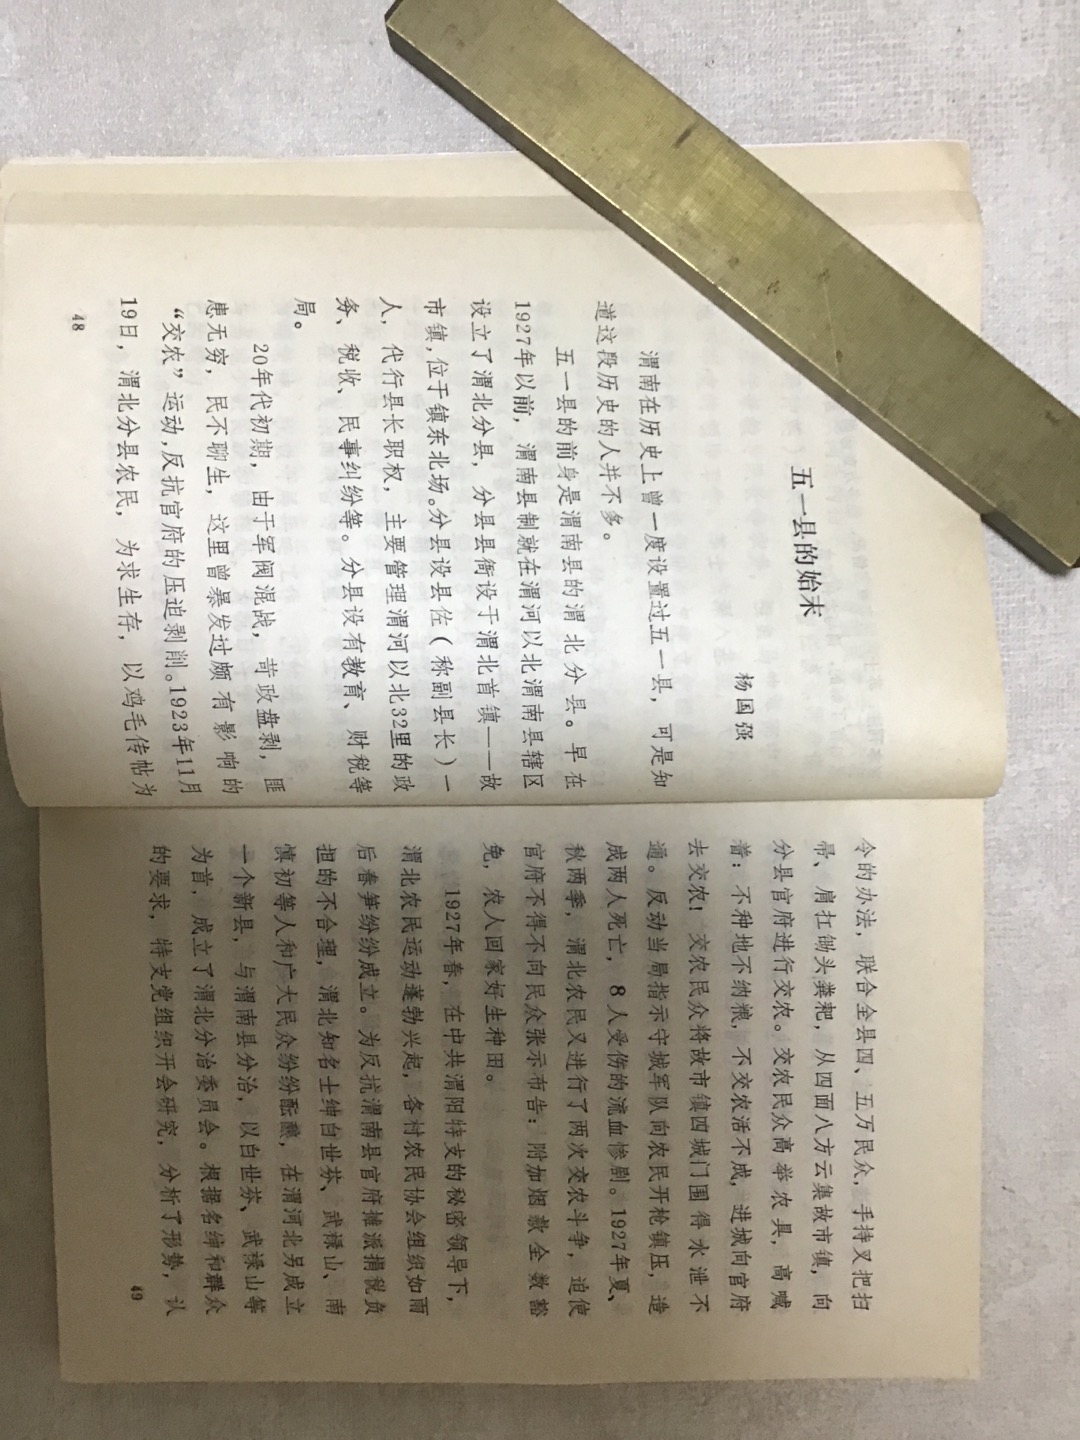 五一县的始末
杨国强
渭南在历史上曾一度设置过五一县，可是知
道这段历史的人并不多。
五一县的前身是渭南县的渭北分县。早在
1927年以前，渭南县制就在渭河以北渭南县辖区
设立了渭北分县，分县县衙设于渭北首镇——故
市镇，位于镇东北场。分县设县佐（称副县长）一
人，代行县长职权，主要管理渭河以北32里的政
务、税收、民事纠纷等。分县设有教育、财税等
局。
20年代初期，由于军阀混战，苛政盘剥，匪
患无穷，民不聊生，这里曾暴发过颇有影响的
“交农”运动，反抗官府的压迫剥削。1923年11月
19日，渭北分县农民，为求生存，以鸡毛传帖为
48
令的办法，联合全县四、五万民众，手持叉把扫
帚、肩扛锄头粪耙，从四面八方云集故市镇，向
分县官府进行交农。交农民众高举农具，高喊
着：不种地不纳粮，不交农活不成，进城向官府
去交农！交农民众将故市镇四城门围得水泄不
通。反动当局指示守城军队向农民开枪镇压，造
成两人死亡，8人受伤的流血惨剧。1927年夏、
秋两季，渭北农民又进行了两次交农斗争，迫使
官府不得不向民众张示布告：附加烟款全数豁
免，农人回家好生种田。
1927年春，在中共渭阳特支的秘密领导下，
渭北农民运动蓬勃兴起，各村农民协会组织如雨
后春笋纷纷成立。为反抗渭南县官府摊派捐税负
担的不合理，渭北知名士绅白世芬、武禄山、南
慎初等人和广大民众纷纷酝酿，在渭河北另成立
一个新县，与渭南县分治，以白世芬、武禄山等
为首，成立了渭北分治委员会。根据名绅和群众
的要求，特支党组织开会研究，分析了形势，认
49